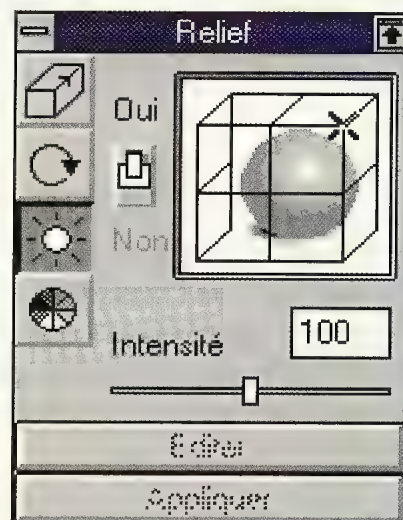 Relief
Oui
Non
Intensité
100
Editer
Appliquer